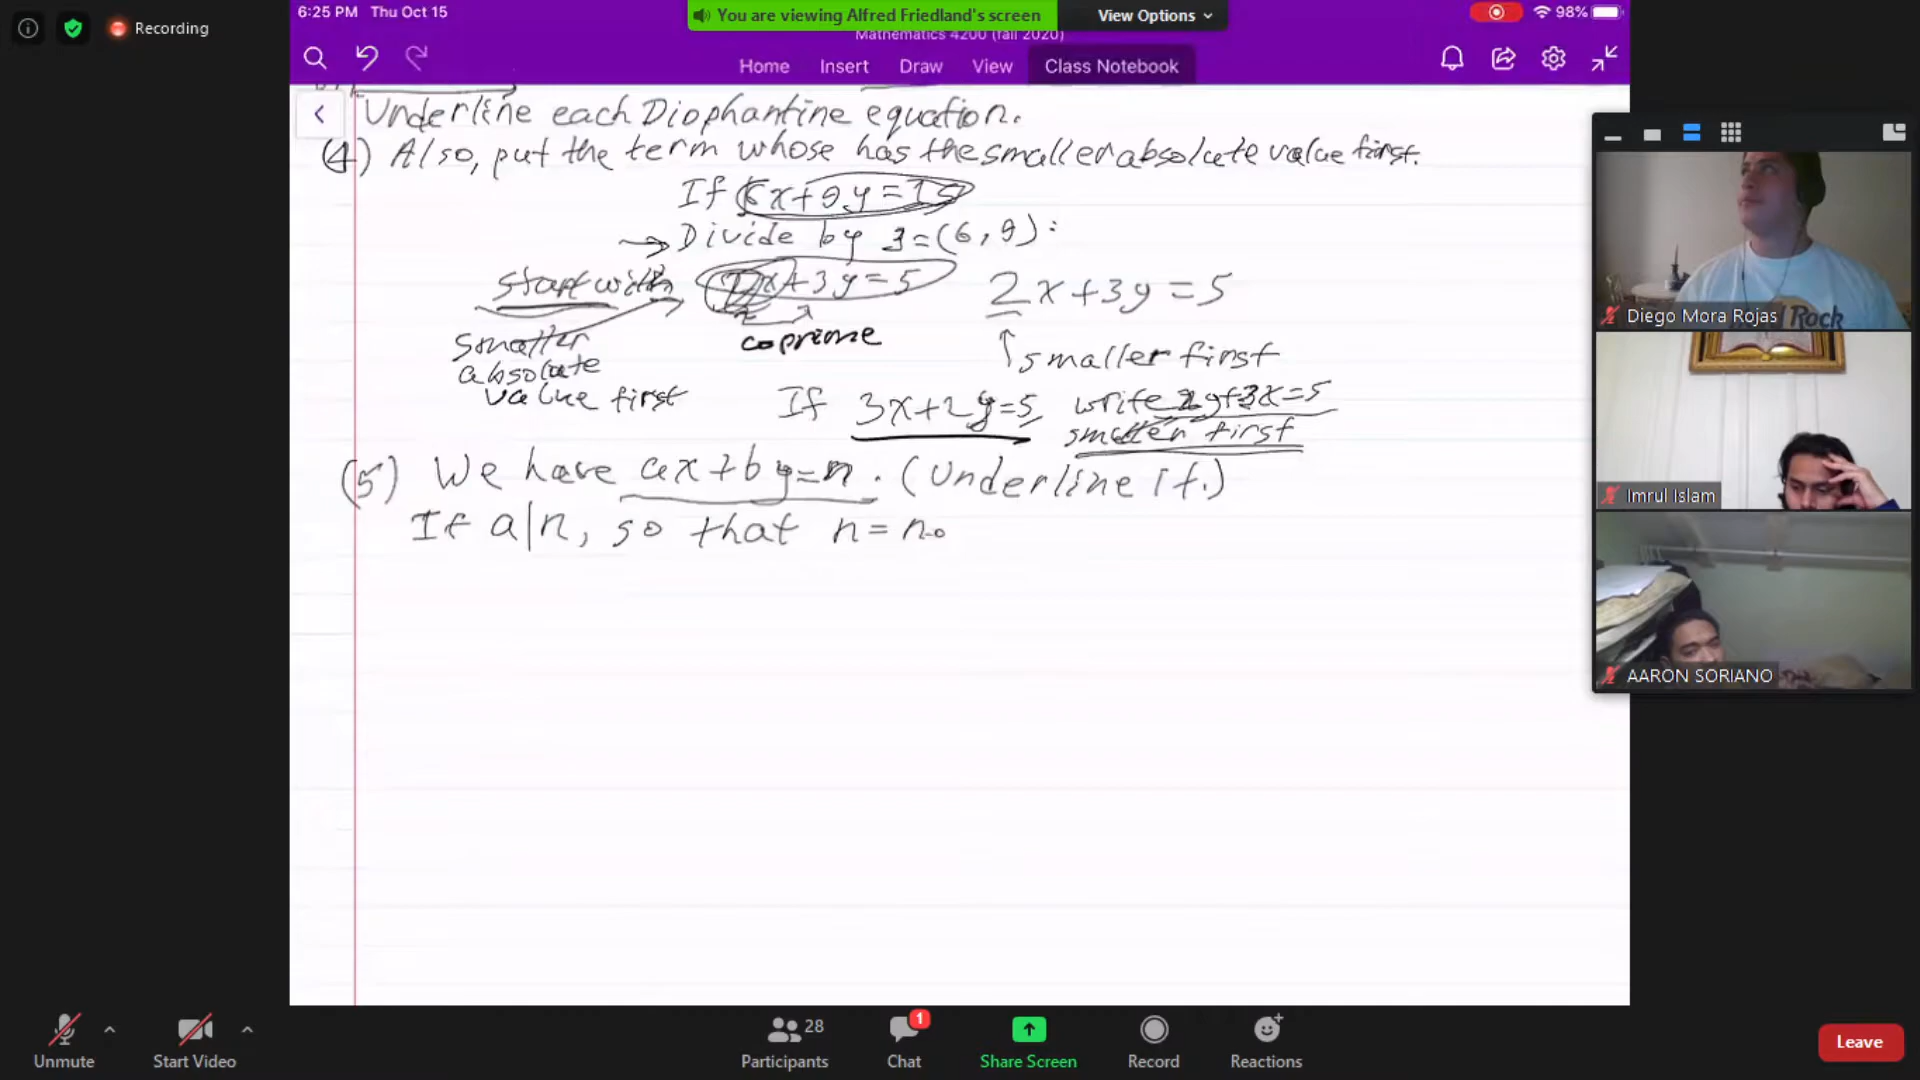 6:25 PM Thu Oct 15
You are viewing Alfred Friedland's screen
View Options
98%
Recording
Mathematics 4200 (fall 2020)
Home Insert Draw View Class Notebook
Underline each Diophantine equation.
(4) Also, put the term whose has the smaller absolute value first.
If 6x+9y=15
Divide by 3=(6,9):
start with 2x+3y=5 2x+3y=5
smaller absolute value first
coprime
smaller first
If 3x+2y=5 write 2y+3x=5
smaller first
(5) We have ax+by=n. (Underline it.)
If a|n, so that n=n₀
Diego Mora Rojas
Rock
Imrul Islam
AARON SORIANO
Unmute
Start Video
28
Participants
1
Chat
Share Screen
Record
Reactions
Leave